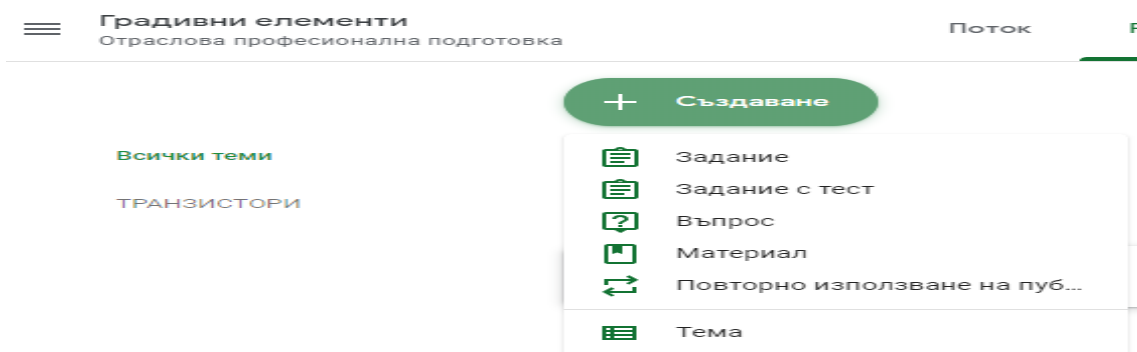 Градивни елементи
Отраслова професионална подготовка
Поток
Създаване
Всички теми
ТРАНЗИСТОРИ
Задание
Задание с тест
Въпрос
Материал
Повторно използване на пуб...
Тема